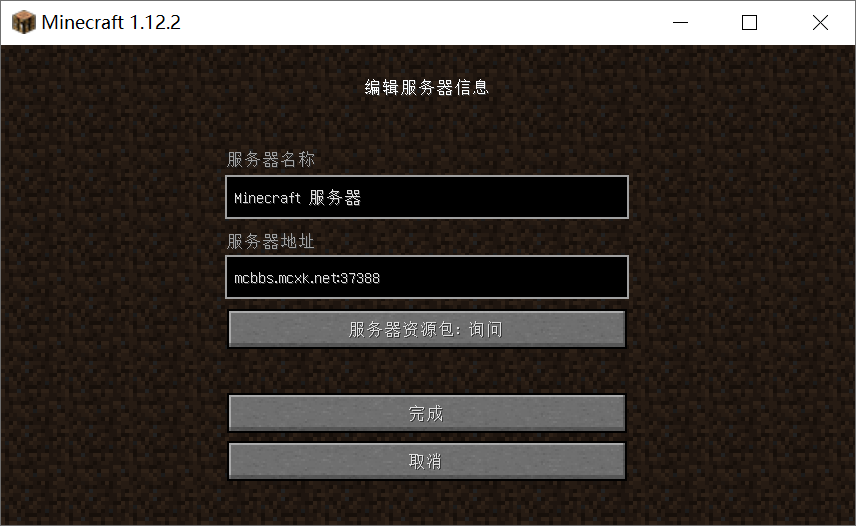 Minecraft 1.12.2
编辑服务器信息
服务器名称
Minecraft 服务器
服务器地址
mcbbs.mcxk.net:37388
服务器资源包: 询问
完成
取消